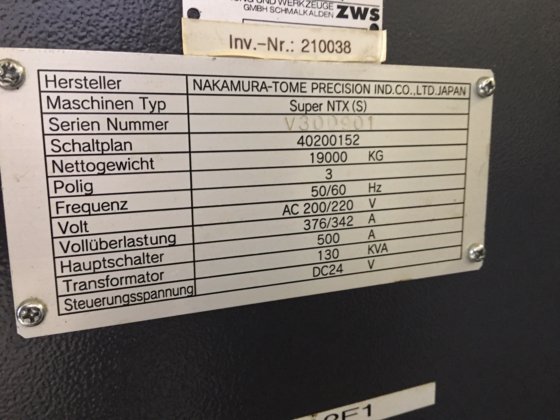 UNG UND WERKZEUGE
GMBH SCHMALKALDEN ZWS
Inv.-Nr.: 210038
Hersteller NAKAMURA-TOME PRECISION IND.CO.,LTD.JAPAN
Maschinen Typ Super NTX (S)
Serien Nummer
Schaltplan 40200152
Nettogewicht 19000 KG
Polig 3
Frequenz 50/60 Hz
Volt AC 200/220 V
Vollüberlastung 376/342 A
Hauptschalter 500 A
Transformator 130 KVA
Steuerungsspannung DC24 V